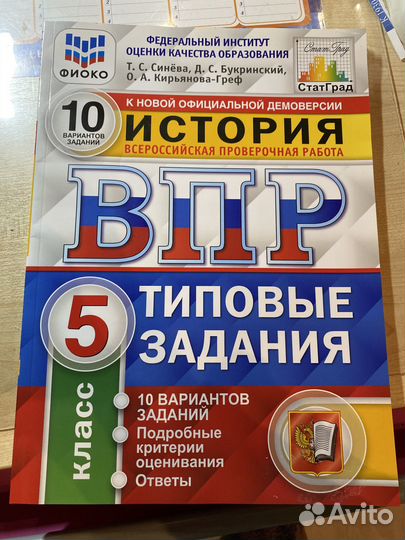 ФИОКО
ФЕДЕРАЛЬНЫЙ ИНСТИТУТ
ОЦЕНКИ КАЧЕСТВА ОБРАЗОВАНИЯ
Т. С. Синёва, Д. С. Букринский,
О. А. Кирьянова-Греф
СтатГрад
СтатГрад
К НОВОЙ ОФИЦИАЛЬНОЙ ДЕМОВЕРСИИ
10
ВАРИАНТОВ
ЗАДАНИЙ
ИСТОРИЯ
ВСЕРОССИЙСКАЯ ПРОВЕРОЧНАЯ РАБОТА
ВПР
5
класс
ТИПОВЫЕ
ЗАДАНИЯ
10 ВАРИАНТОВ
ЗАДАНИЙ
Подробные
критерии
оценивания
Ответы
Avito